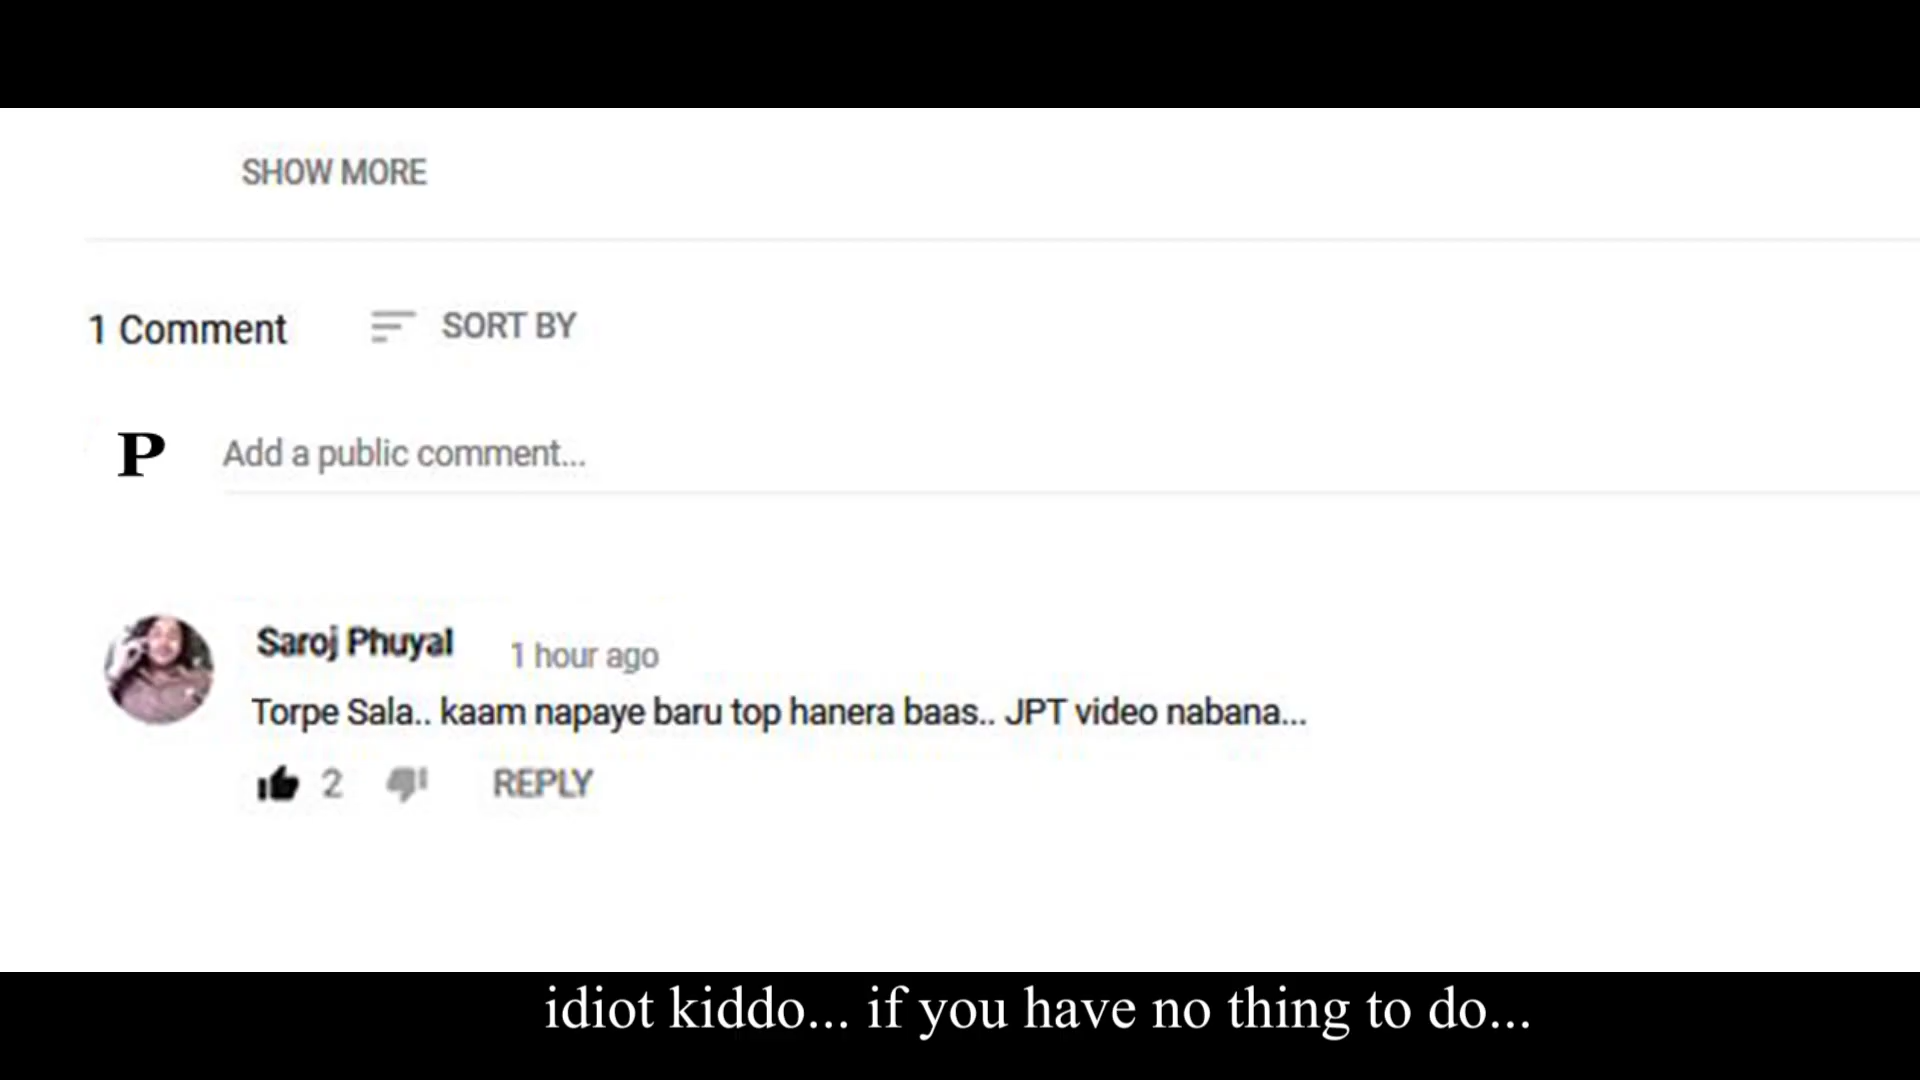 SHOW MORE
1 Comment SORT BY
P Add a public comment...
Saroj Phuyal 1 hour ago
Torpe Sala.. kaam napaye baru top hanera baas.. JPT video nabana...
2 REPLY
idiot kiddo... if you have no thing to do...